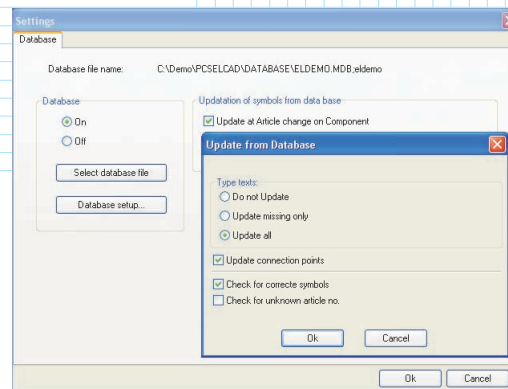 Settings
Database
Database file name: C:\Demo\PCSELCAD\DATABASE\ELDEMO.MDB;eldemo
Database
On
Off
Select database file
Database setup...
Updatation of symbols from data base
Update at Article change on Component
Update from Database
Type texts:
Do not Update
Update missing only
Update all
Update connection points
Check for correcte symbols
Check for unknown article no.
Ok Cancel
Ok Cancel